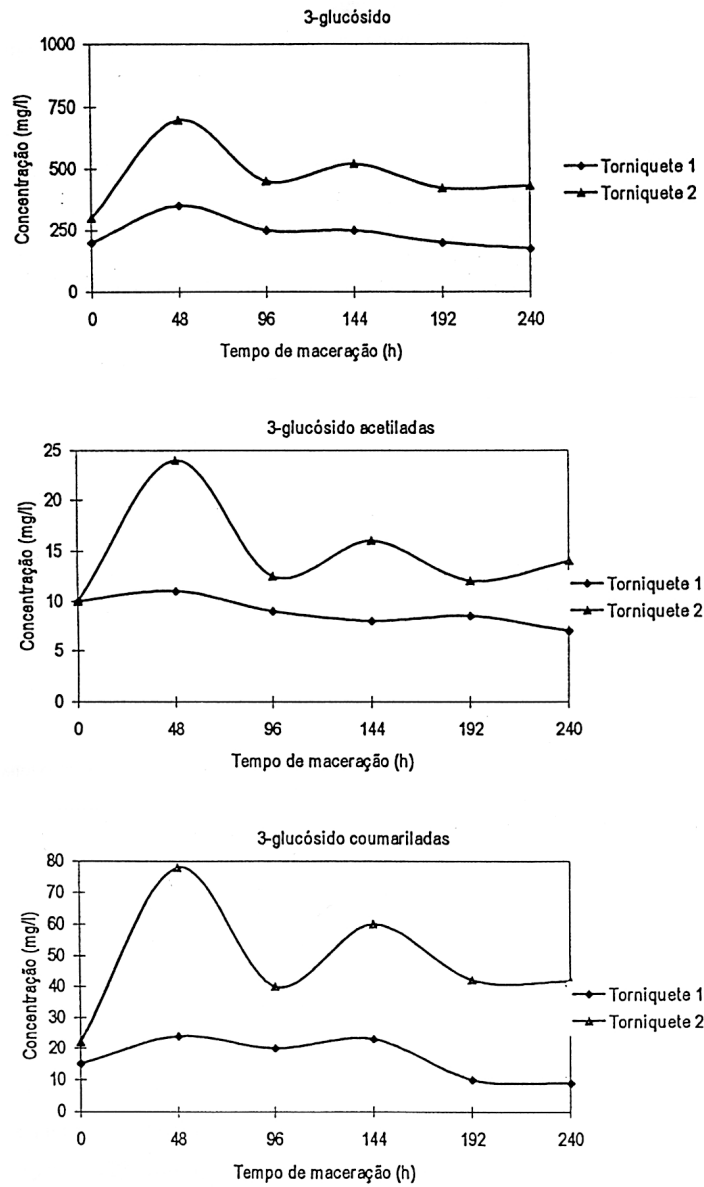 3-glucósido
1000
750
500
250
0
Concentração (mg/l)
0 48 96 144 192 240
Tempo de maceração (h)
Torniquete 1
Torniquete 2
3-glucósido acetiladas
25
20
15
10
5
0
Concentração (mg/l)
0 48 96 144 192 240
Tempo de maceração (h)
Torniquete 1
Torniquete 2
3-glucósido coumariladas
80
70
60
50
40
30
20
10
0
Concentração (mg/l)
0 48 96 144 192 240
Tempo de maceração (h)
Torniquete 1
Torniquete 2